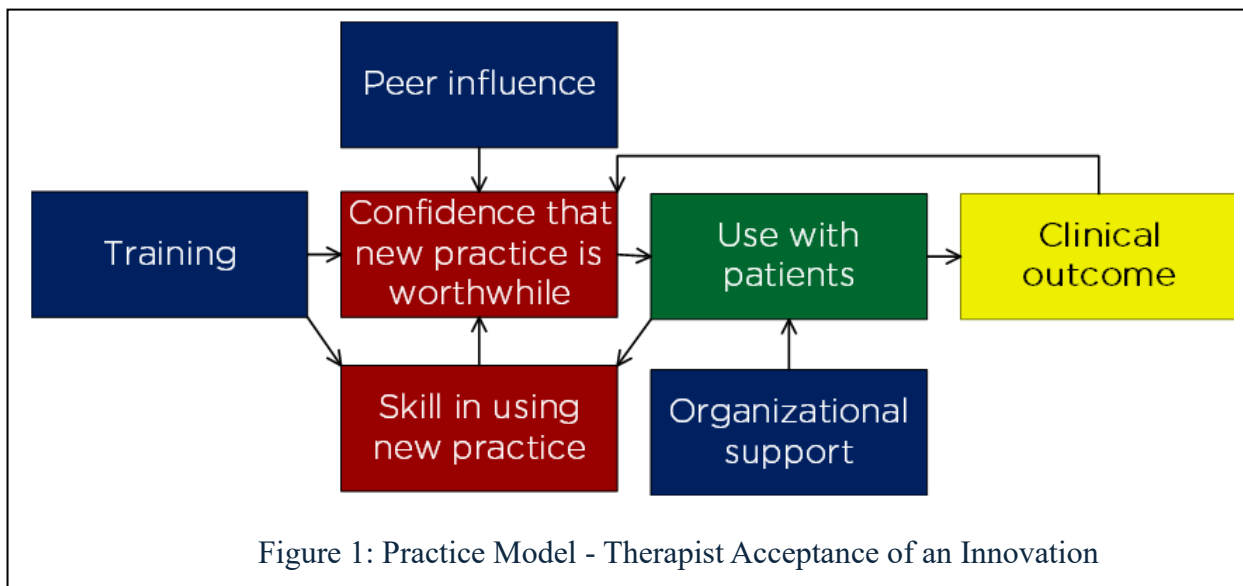 Peer influence
Training
Confidence that
new practice is
worthwhile
Use with
patients
Clinical
outcome
Skill in using
new practice
Organizational
support
Figure 1: Practice Model - Therapist Acceptance of an Innovation